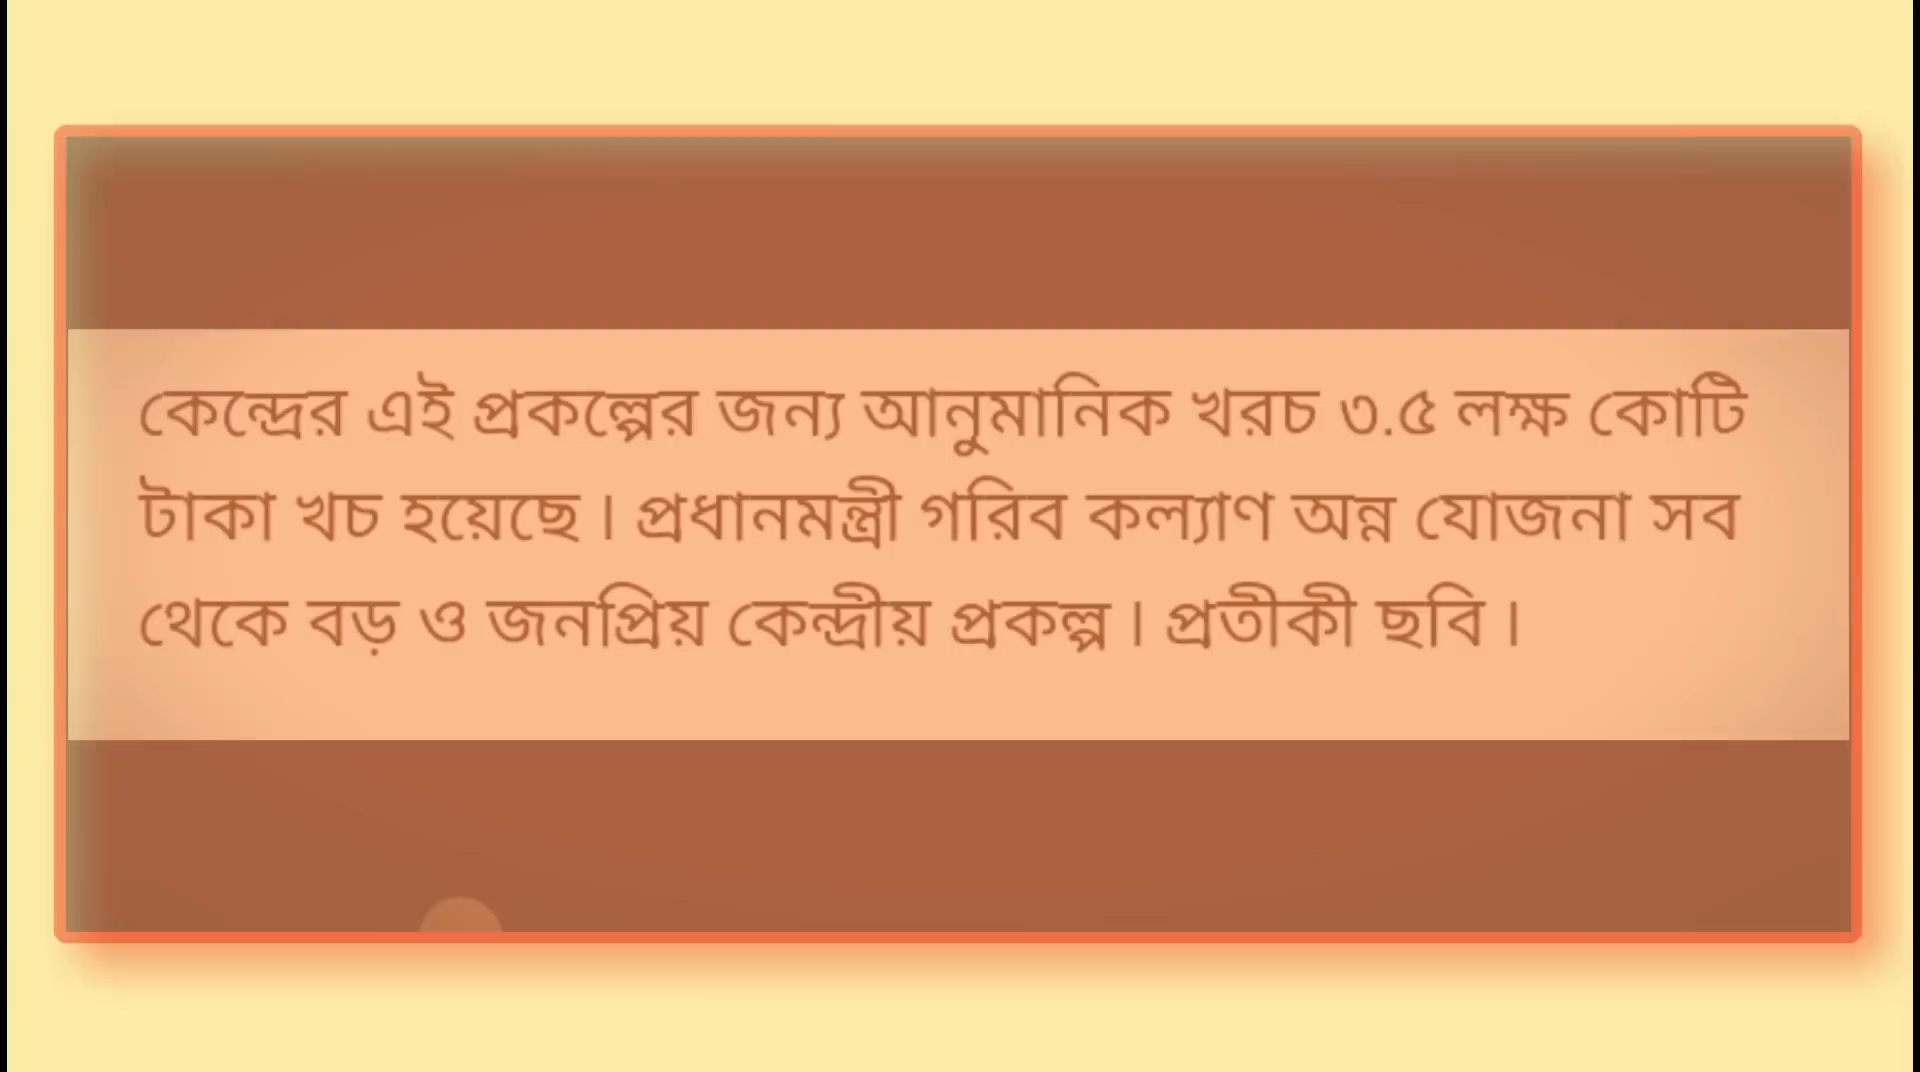 কেন্দ্রের এই প্রকল্পের জন্য আনুমানিক খরচ ৩.৫ লক্ষ কোটি
টাকা খচ হয়েছে। প্রধানমন্ত্রী গরিব কল্যাণ অন্ন যোজনা সব
থেকে বড় ও জনপ্রিয় কেন্দ্রীয় প্রকল্প। প্রতীকী ছবি।